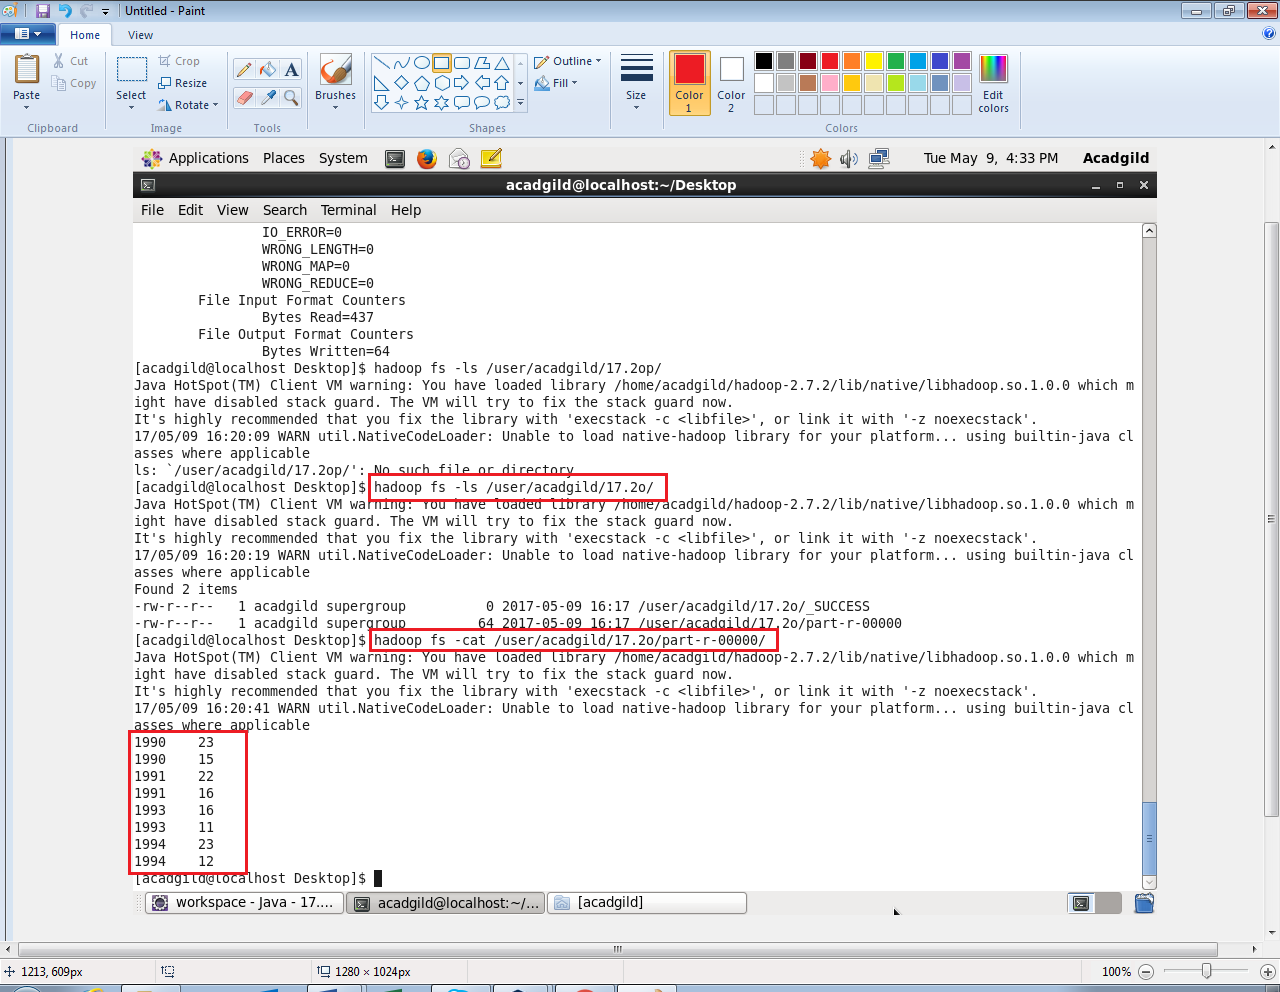 Untitled - Paint
Home View
Paste
Cut
Copy
Clipboard
Select
Crop
Resize
Rotate
Image
A
Tools
Brushes
Outline
Fill
Shapes
Size
Color 1
Color 2
Edit colors
Colors
Applications Places System Tue May 9, 4:33 PM Acadgild
acadgild@localhost:~/Desktop
File Edit View Search Terminal Help
IO_ERROR=0
WRONG_LENGTH=0
WRONG_MAP=0
WRONG_REDUCE=0
File Input Format Counters
Bytes Read=437
File Output Format Counters
Bytes Written=64
[acadgild@localhost Desktop]$ hadoop fs -ls /user/acadgild/17.2op/
Java HotSpot(TM) Client VM warning: You have loaded library /home/acadgild/hadoop-2.7.2/lib/native/libhadoop.so.1.0.0 which m
ight have disabled stack guard. The VM will try to fix the stack guard now.
It's highly recommended that you fix the library with 'execstack -c <libfile>', or link it with '-z noexecstack'.
17/05/09 16:20:09 WARN util.NativeCodeLoader: Unable to load native-hadoop library for your platform... using builtin-java cl
asses where applicable
ls: `/user/acadgild/17.2op/': No such file or directory
[acadgild@localhost Desktop]$ hadoop fs -ls /user/acadgild/17.2o/
Java HotSpot(TM) Client VM warning: You have loaded library /home/acadgild/hadoop-2.7.2/lib/native/libhadoop.so.1.0.0 which m
ight have disabled stack guard. The VM will try to fix the stack guard now.
It's highly recommended that you fix the library with 'execstack -c <libfile>', or link it with '-z noexecstack'.
17/05/09 16:20:19 WARN util.NativeCodeLoader: Unable to load native-hadoop library for your platform... using builtin-java cl
asses where applicable
Found 2 items
-rw-r--r-- 1 acadgild supergroup 0 2017-05-09 16:17 /user/acadgild/17.2o/_SUCCESS
-rw-r--r-- 1 acadgild supergroup 64 2017-05-09 16:17 /user/acadgild/17.2o/part-r-00000
[acadgild@localhost Desktop]$ hadoop fs -cat /user/acadgild/17.2o/part-r-00000/
Java HotSpot(TM) Client VM warning: You have loaded library /home/acadgild/hadoop-2.7.2/lib/native/libhadoop.so.1.0.0 which m
ight have disabled stack guard. The VM will try to fix the stack guard now.
It's highly recommended that you fix the library with 'execstack -c <libfile>', or link it with '-z noexecstack'.
17/05/09 16:20:41 WARN util.NativeCodeLoader: Unable to load native-hadoop library for your platform... using builtin-java cl
asses where applicable
1990 23
1990 15
1991 22
1991 16
1993 16
1993 11
1994 23
1994 12
[acadgild@localhost Desktop]$
workspace - Java - 17.... acadgild@localhost:~/... [acadgild]
1213, 609px 1280 × 1024px 100%